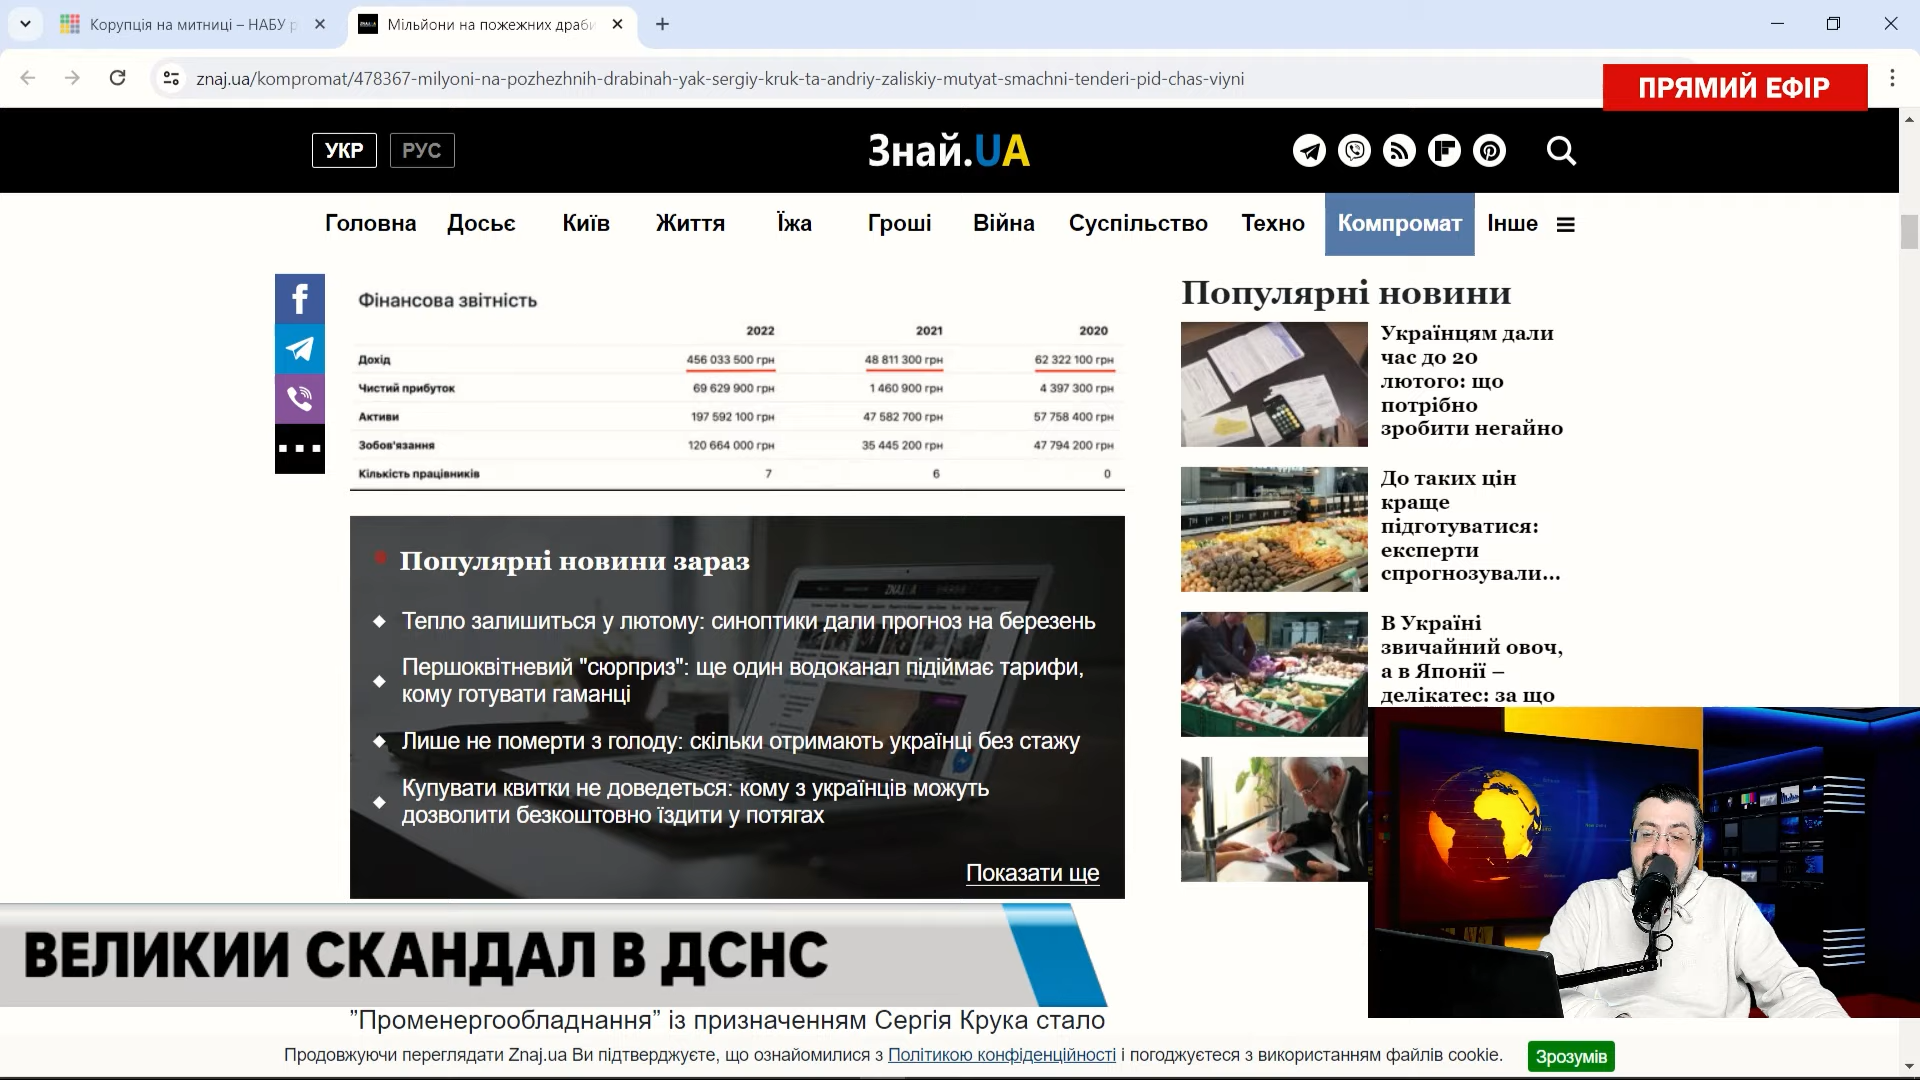 Корупція на митниці – НАБУ
Мільйони на пожежних драби
znaj.ua/kompromat/478367-milyoni-na-pozhezhnih-drabinah-yak-sergiy-kruk-ta-andriy-zaliskiy-mutyat-smachni-tenderi-pid-chas-viyni
ПРЯМИЙ ЕФІР
УКР
РУС
Знай.UA
Головна
Досьє
Київ
Життя
Їжа
Гроші
Війна
Суспільство
Техно
Компромат
Інше
Фінансова звітність
2022 2021 2020
Дохід 456 033 500 грн 48 811 300 грн 62 322 100 грн
Чистий прибуток 69 629 900 грн 1 460 900 грн 4 397 300 грн
Активи 197 592 100 грн 47 582 700 грн 57 758 400 грн
Зобов'язання 120 664 000 грн 35 445 200 грн 47 794 200 грн
Кількість працівників 7 6 0
Популярні новини зараз
Тепло залишиться у лютому: синоптики дали прогноз на березень
Першоквітневий "сюрприз": ще один водоканал підіймає тарифи,
кому готувати гаманці
Лише не померти з голоду: скільки отримають українці без стажу
Купувати квитки не доведеться: кому з українців можуть
дозволити безкоштовно їздити у потягах
Показати ще
Популярні новини
Українцям дали
час до 20
лютого: що
потрібно
зробити негайно
До таких цін
краще
підготуватися:
експерти
спрогнозували...
В Україні
звичайний овоч,
а в Японії –
делікатес: за що
ВЕЛИКИЙ СКАНДАЛ В ДСНС
”Променергообладнання” із призначенням Сергія Крука стало
Продовжуючи переглядати Znaj.ua Ви підтверджуєте, що ознайомилися з Політикою конфіденційності і погоджуєтеся з використанням файлів cookie.
Зрозумів